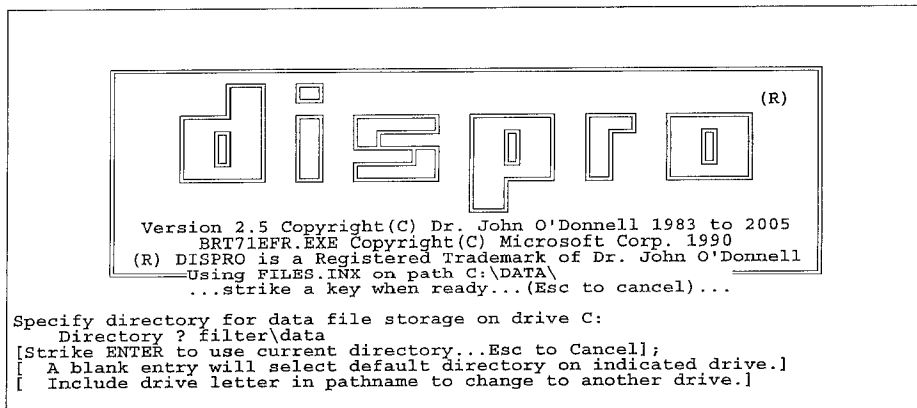 dispro (R)
Version 2.5 Copyright(C) Dr. John O'Donnell 1983 to 2005
BRT71EFR.EXE Copyright(C) Microsoft Corp. 1990
(R) DISPRO is a Registered Trademark of Dr. John O'Donnell
Using FILES.INX on path C:\DATA\
...strike a key when ready...(Esc to cancel)...
Specify directory for data file storage on drive C:
Directory ? filter\data
[Strike ENTER to use current directory...Esc to Cancel];
[ A blank entry will select default directory on indicated drive.]
[ Include drive letter in pathname to change to another drive.]